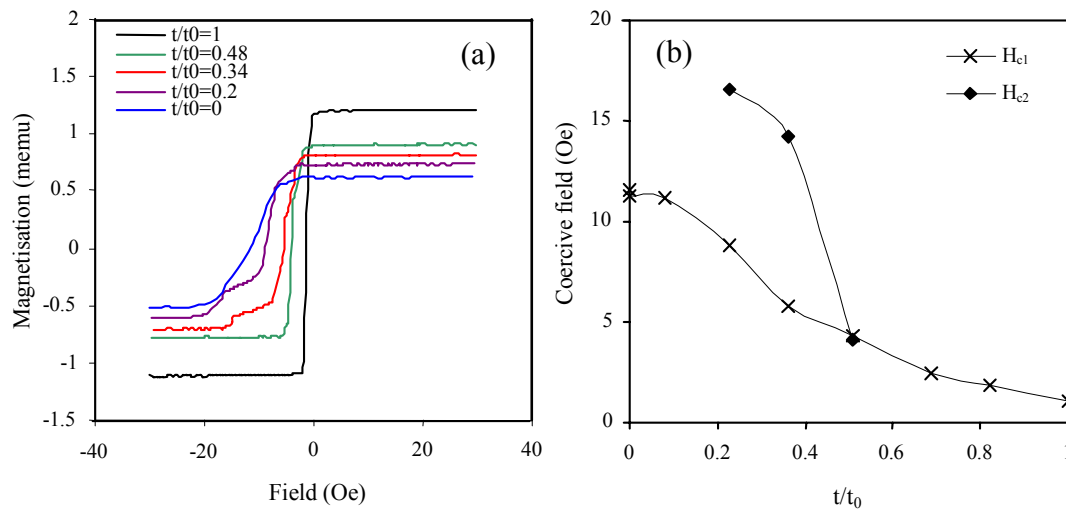 t/t0=1
t/t0=0.48
t/t0=0.34
t/t0=0.2
t/t0=0
(a)
2
1.5
1
0.5
0
-0.5
-1
-1.5
-40
-20
0
20
40
Magnetisation (memu)
Field (Oe)
(b)
Hc1
Hc2
20
15
10
5
0
0
0.2
0.4
0.6
0.8
1
Coercive field (Oe)
t/t0